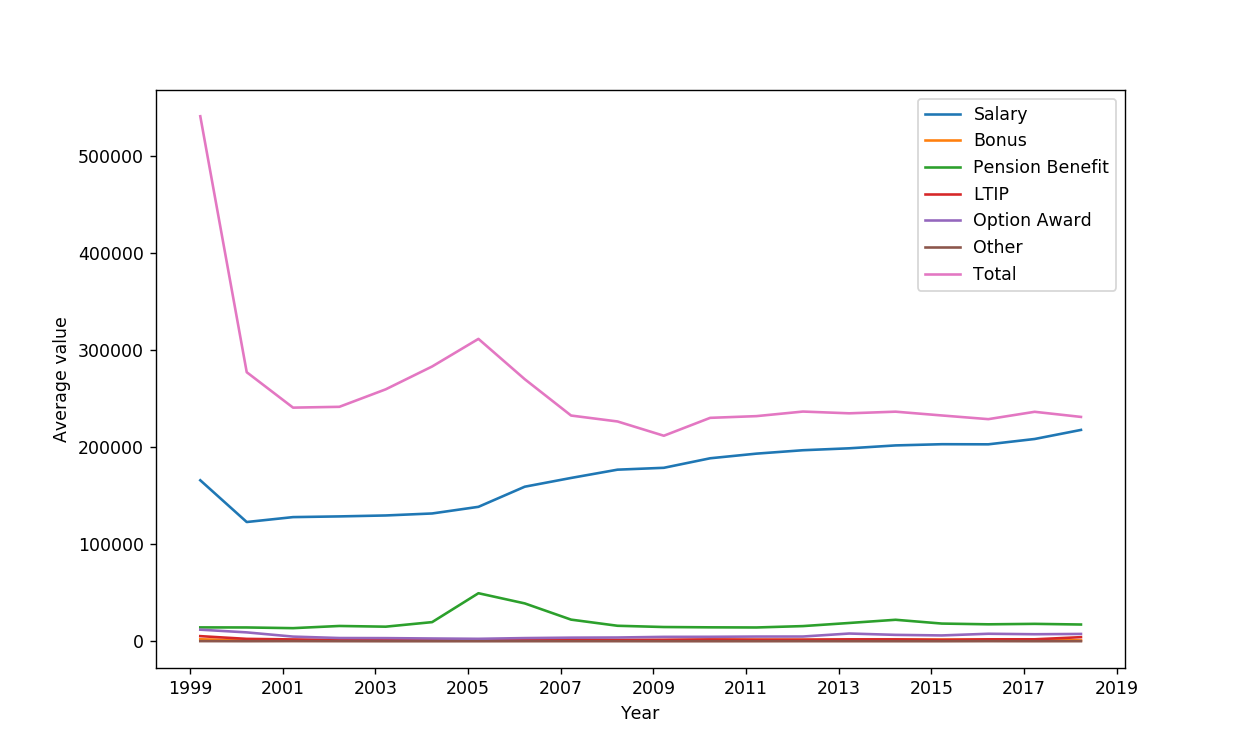 Salary
Bonus
Pension Benefit
LTIP
Option Award
Other
Total
500000
400000
300000
200000
100000
0
Average value
1999 2001 2003 2005 2007 2009 2011 2013 2015 2017 2019
Year